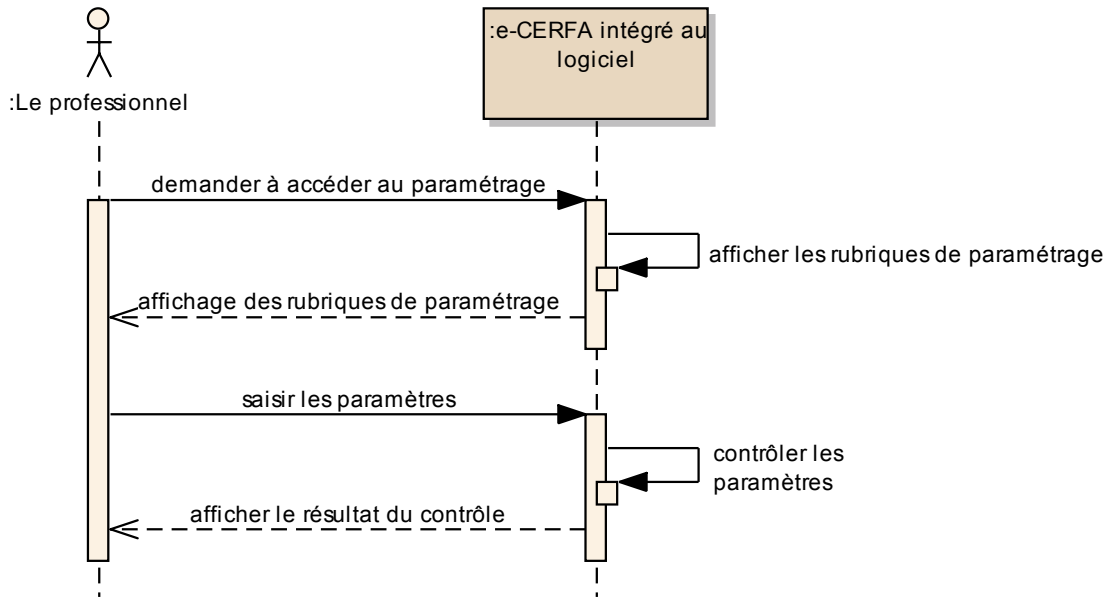 :e-CERFA intégré au
logiciel
:Le professionnel
demander à accéder au paramétrage
afficher les rubriques de paramétrage
affichage des rubriques de paramétrage
saisir les paramètres
contrôler les
paramètres
afficher le résultat du contrôle